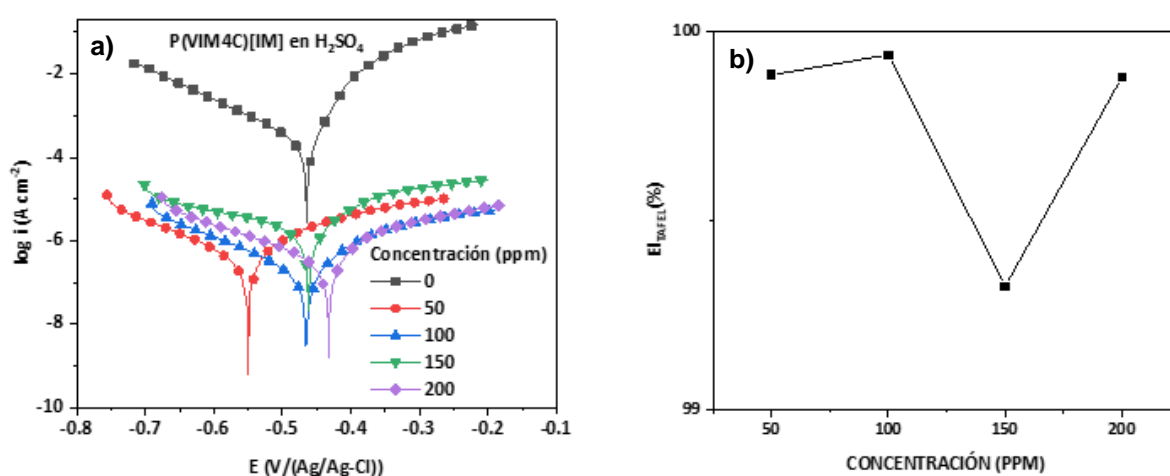 a)
P(VIM4C)[IM] en H₂SO₄
log i (A cm⁻²)
-2
-4
-6
-8
-10
-0.8 -0.7 -0.6 -0.5 -0.4 -0.3 -0.2 -0.1
E (V/(Ag/Ag-Cl))
Concentración (ppm)
0
50
100
150
200
b)
EI_TAFEL(%)
100
99
50 100 150 200
CONCENTRACIÓN (PPM)